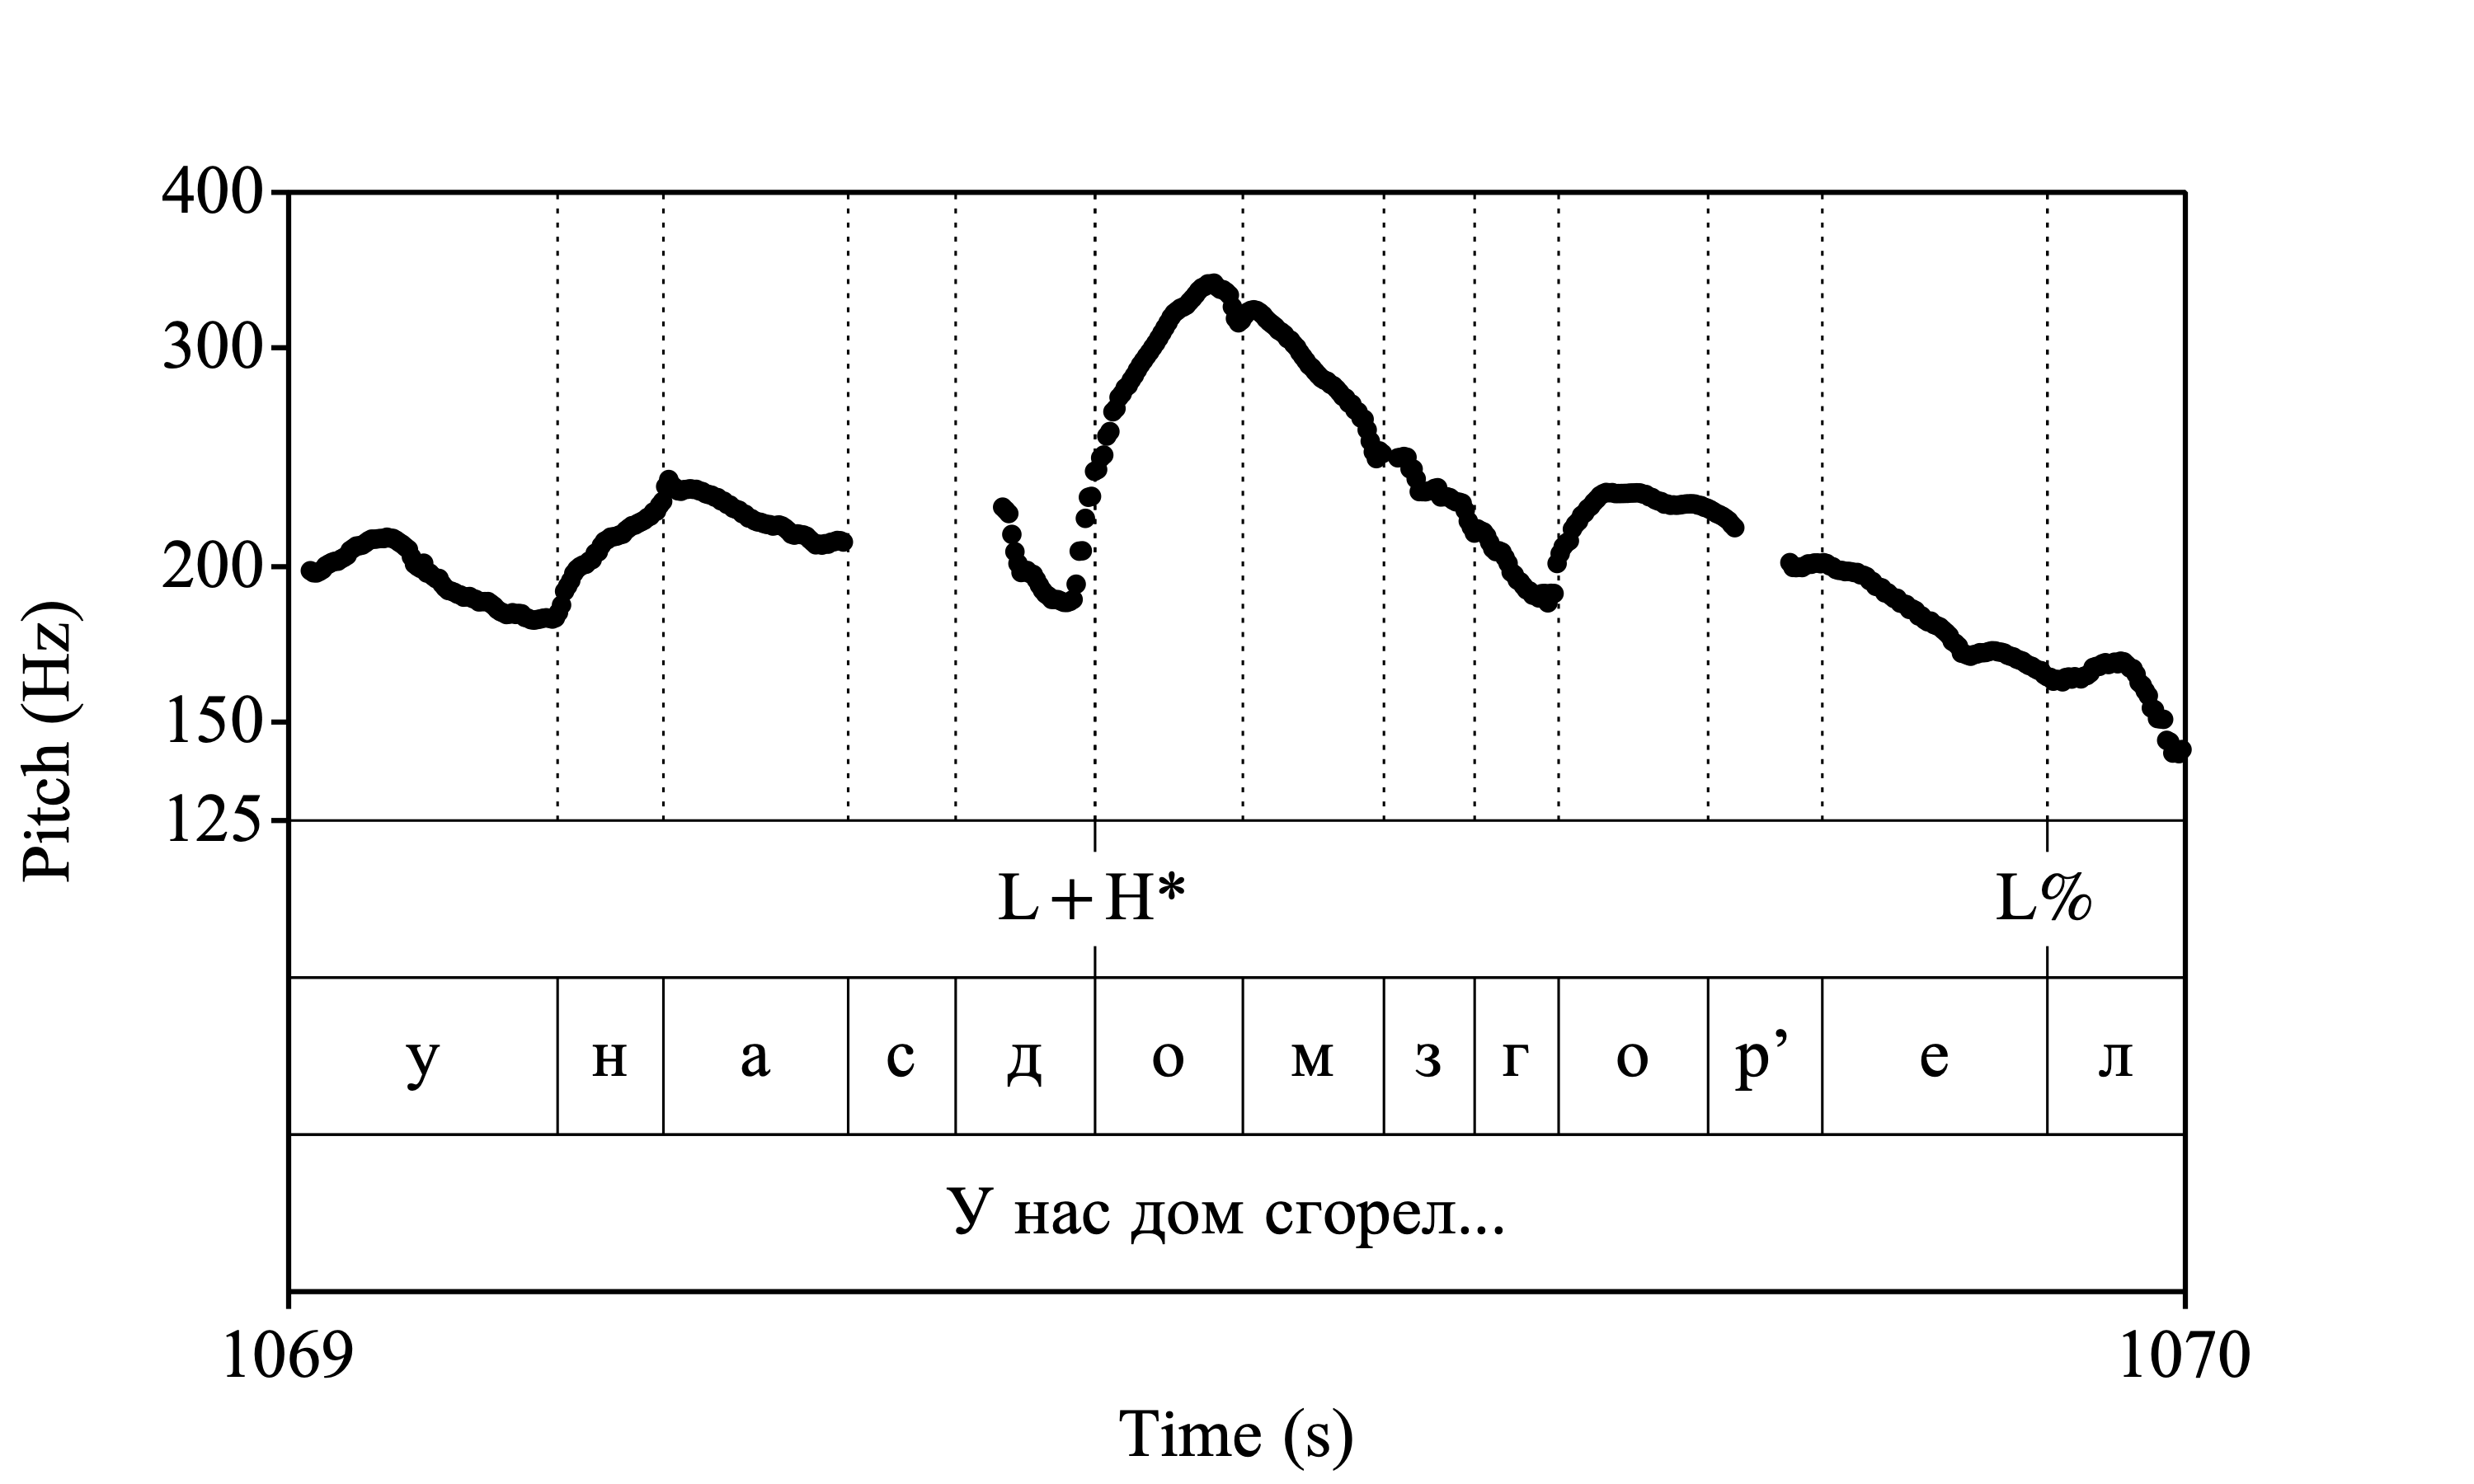 400
300
200
150
125
Pitch (Hz)
L+H* L%
у н а с д о м з г о р’ е л
У нас дом сгорел...
1069 1070
Time (s)